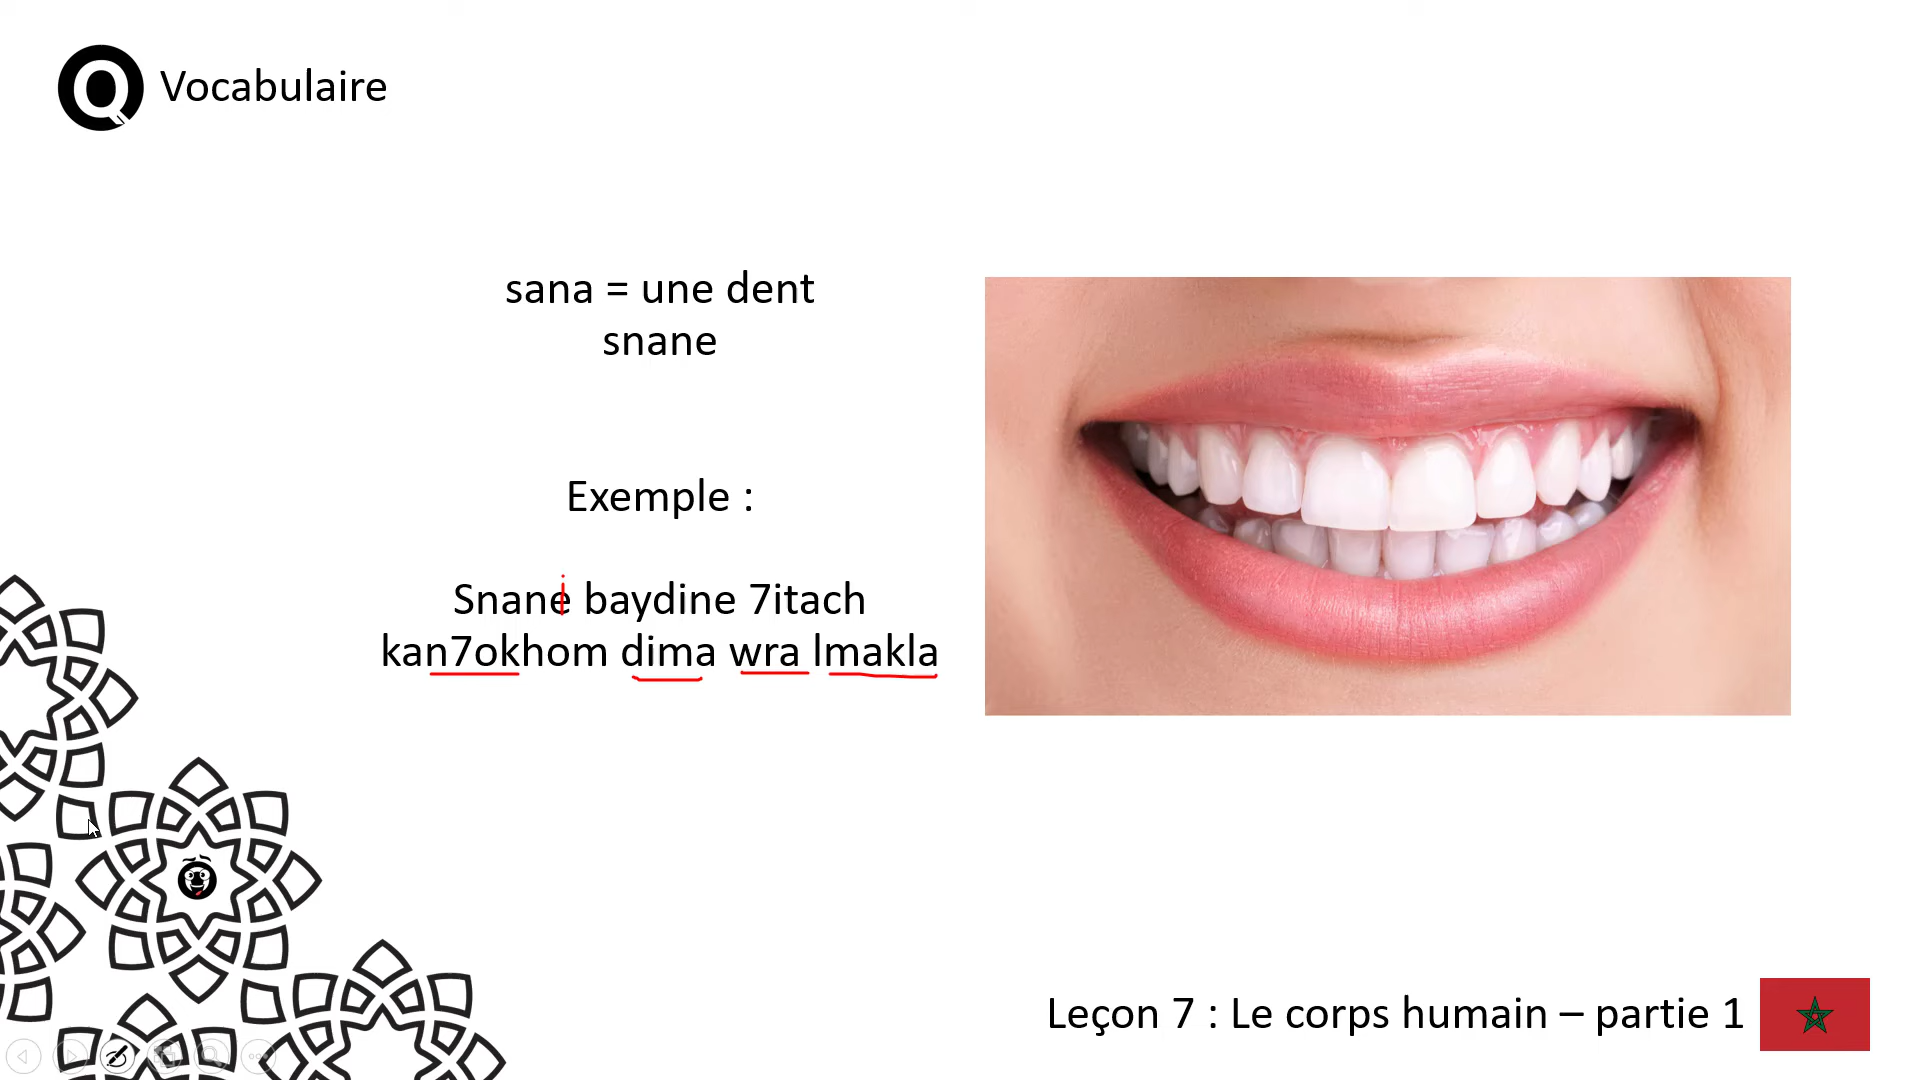 Q Vocabulaire
sana = une dent
snane
Exemple :
Snane baydine 7itach
kan7okhom dima wra lmakla
Leçon 7 : Le corps humain – partie 1